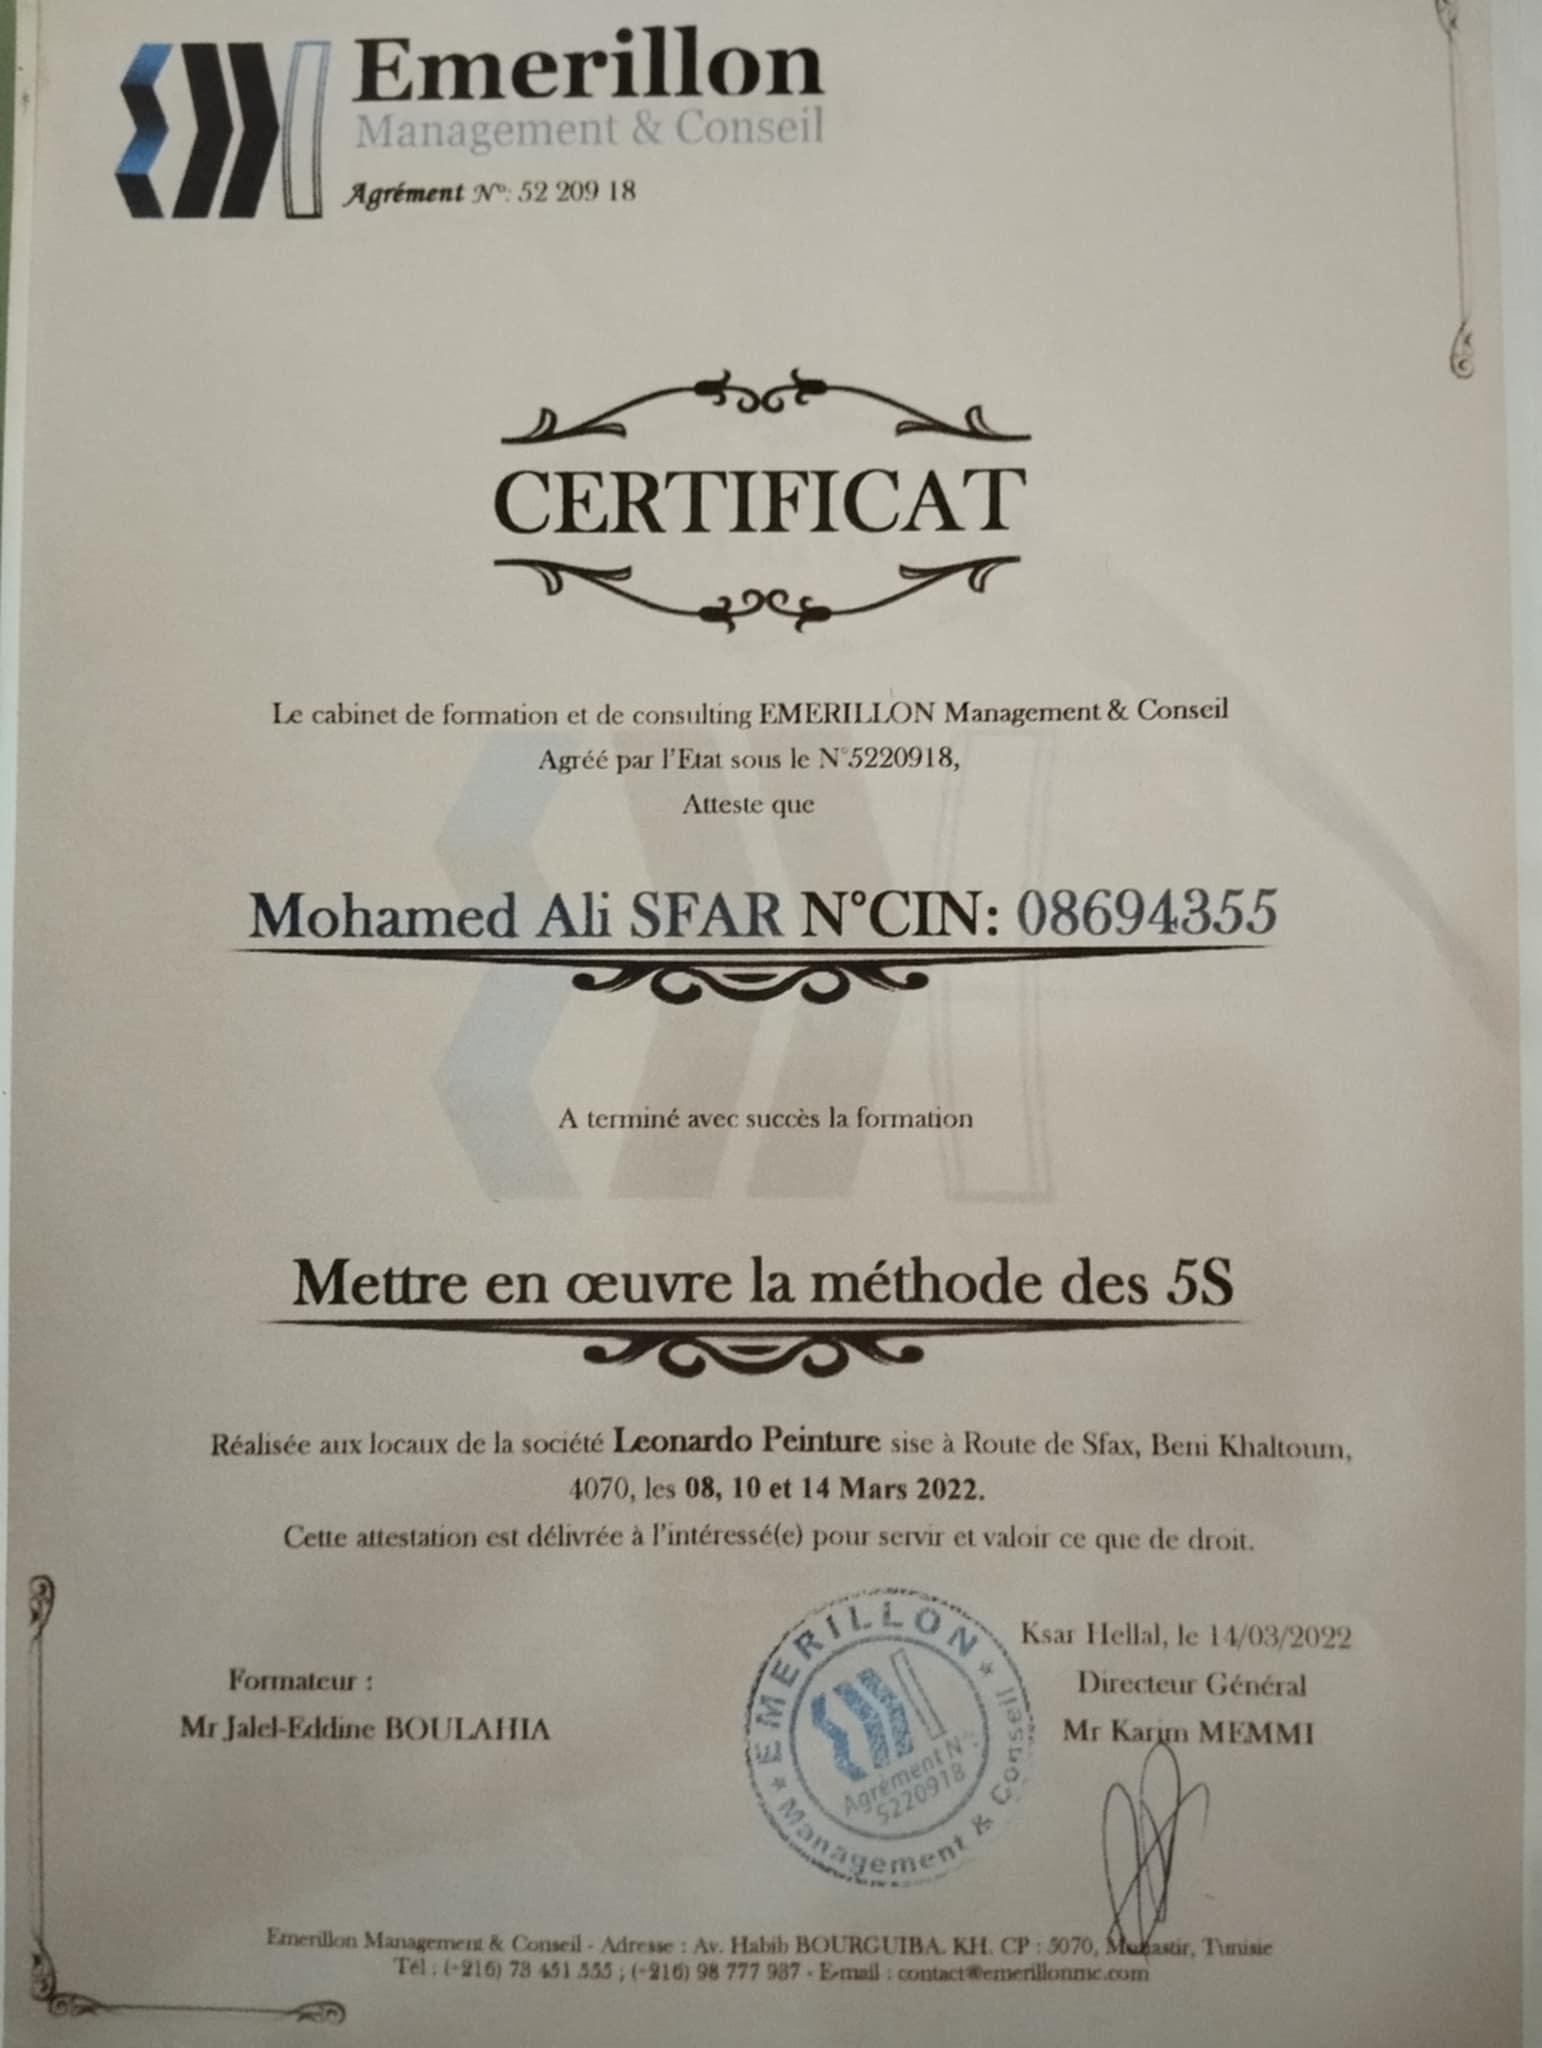 Emerillon
Management & Conseil
Agrément N°: 52 209 18
CERTIFICAT
Le cabinet de formation et de consulting EMERILLON Management & Conseil
Agréé par l'Etat sous le N°5220918,
Atteste que
Mohamed Ali SFAR N°CIN: 08694355
A terminé avec succès la formation
Mettre en œuvre la méthode des 5S
Réalisée aux locaux de la société Leonardo Peinture sise à Route de Sfax, Beni Khaltoum,
4070, les 08, 10 et 14 Mars 2022.
Cette attestation est délivrée à l'intéressé(e) pour servir et valoir ce que de droit.
Ksar Hellal, le 14/03/2022
Formateur :
Mr Jalel-Eddine BOULAHIA
Directeur Général
Mr Karim MEMMI
EMERILLON
Management & Conseil
Agrément N°:
5220918
Emerillon Management & Conseil - Adresse : Av. Habib BOURGUIBA. KH. CP : 5070, Monastir, Tunisie
Tél : (+216) 73 451 555 ; (+216) 98 777 937 - E-mail : contact@emerillonmc.com